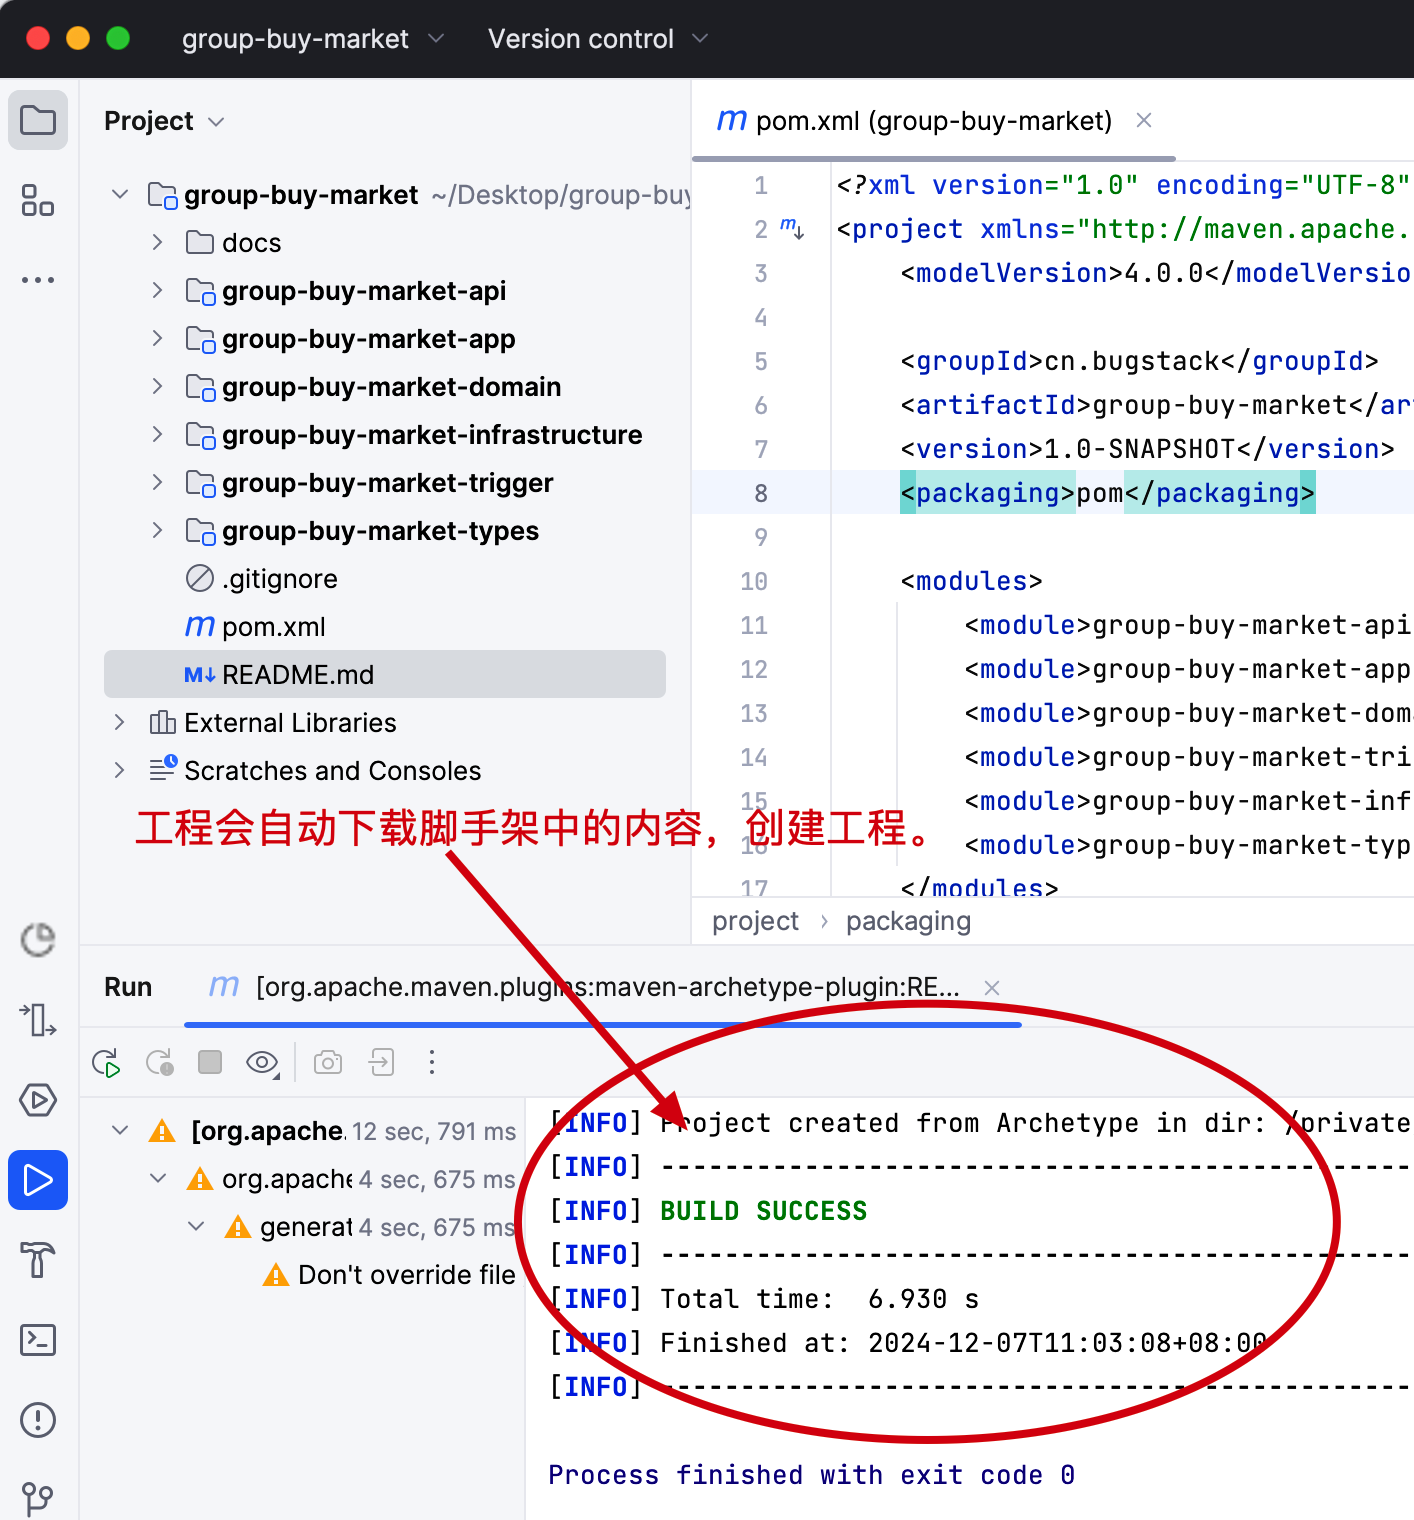 group-buy-market
Version control
Project
group-buy-market ~/Desktop/group-buy
docs
group-buy-market-api
group-buy-market-app
group-buy-market-domain
group-buy-market-infrastructure
group-buy-market-trigger
group-buy-market-types
.gitignore
m pom.xml
M↓ README.md
External Libraries
Scratches and Consoles
m pom.xml (group-buy-market)
1 <?xml version="1.0" encoding="UTF-8"
2 <project xmlns="http://maven.apache.
3 <modelVersion>4.0.0</modelVersio
4
5 <groupId>cn.bugstack</groupId>
6 <artifactId>group-buy-market</ar
7 <version>1.0-SNAPSHOT</version>
8 <packaging>pom</packaging>
9
10 <modules>
11 <module>group-buy-market-api
12 <module>group-buy-market-app
13 <module>group-buy-market-dom
14 <module>group-buy-market-tri
15 <module>group-buy-market-inf
16 <module>group-buy-market-typ
17 </modules>
工程会自动下载脚手架中的内容，创建工程。
project › packaging
Run
m [org.apache.maven.plugins:maven-archetype-plugin:RE...
[org.apache. 12 sec, 791 ms
org.apache 4 sec, 675 ms
generat 4 sec, 675 ms
Don't override file
[INFO] Project created from Archetype in dir: /private
[INFO] -----------------------------------------------
[INFO] BUILD SUCCESS
[INFO] -----------------------------------------------
[INFO] Total time:  6.930 s
[INFO] Finished at: 2024-12-07T11:03:08+08:00
[INFO] -----------------------------------------------
Process finished with exit code 0